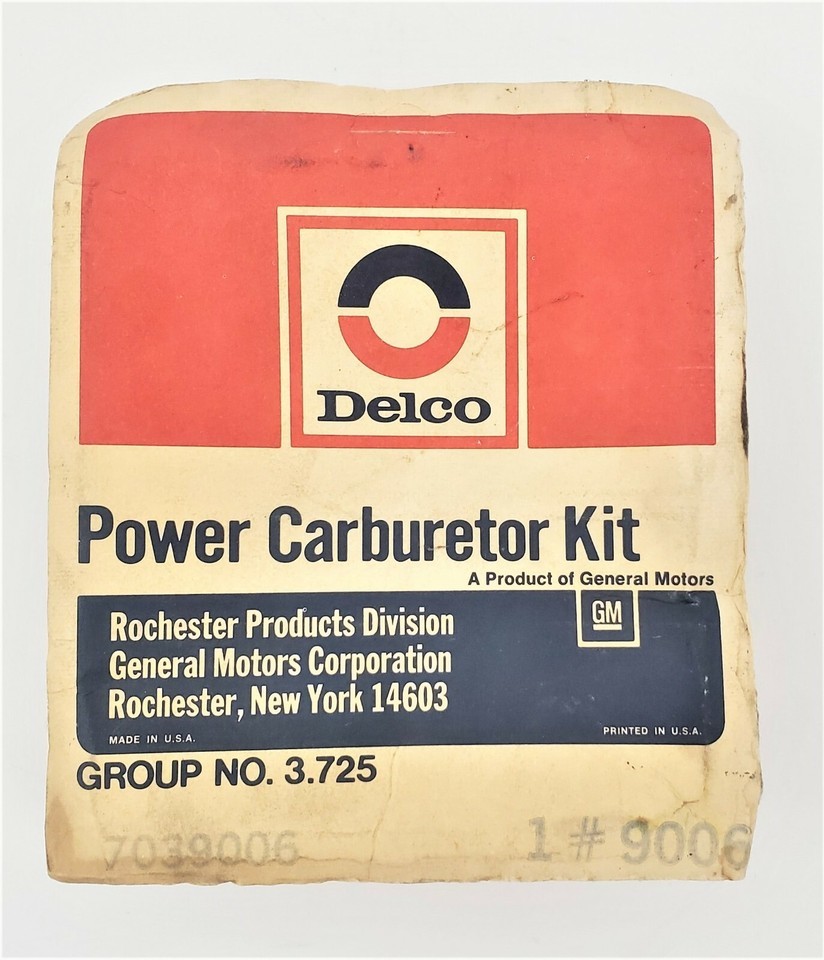 Delco
Power Carburetor Kit
A Product of General Motors
GM
Rochester Products Division
General Motors Corporation
Rochester, New York 14603
MADE IN U.S.A.
PRINTED IN U.S.A.
GROUP NO. 3.725
7039006
1 # 9006